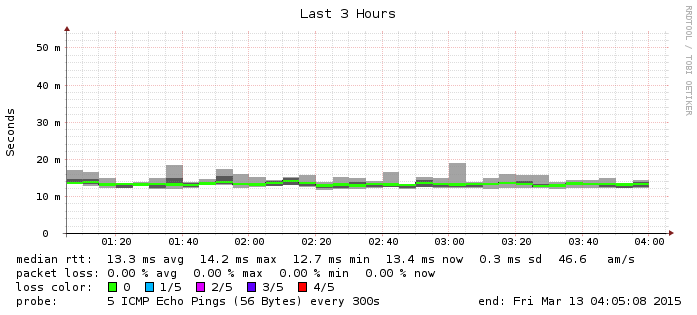 Last 3 Hours
RRDTOOL / TOBI OETIKER
Seconds
50 m
40 m
30 m
20 m
10 m
0
01:20 01:40 02:00 02:20 02:40 03:00 03:20 03:40 04:00
median rtt: 13.3 ms avg 14.2 ms max 12.7 ms min 13.4 ms now 0.3 ms sd 46.6 am/s
packet loss: 0.00 % avg 0.00 % max 0.00 % min 0.00 % now
loss color: 0 1/5 2/5 3/5 4/5
probe: 5 ICMP Echo Pings (56 Bytes) every 300s end: Fri Mar 13 04:05:08 2015